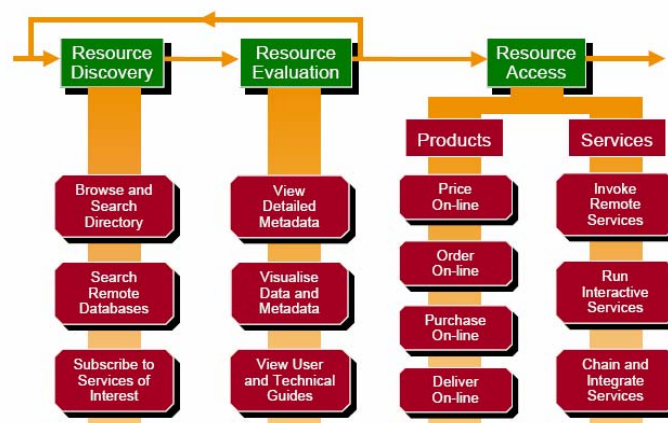 Resource
Discovery
Resource
Evaluation
Resource
Access
Products
Services
Browse and
Search
Directory
Search
Remote
Databases
Subscribe to
Services of
Interest
View
Detailed
Metadata
Visualise
Data and
Metadata
View User
and Technical
Guides
Price
On-line
Order
On-line
Purchase
On-line
Deliver
On-line
Invoke
Remote
Services
Run
Interactive
Services
Chain and
Integrate
Services